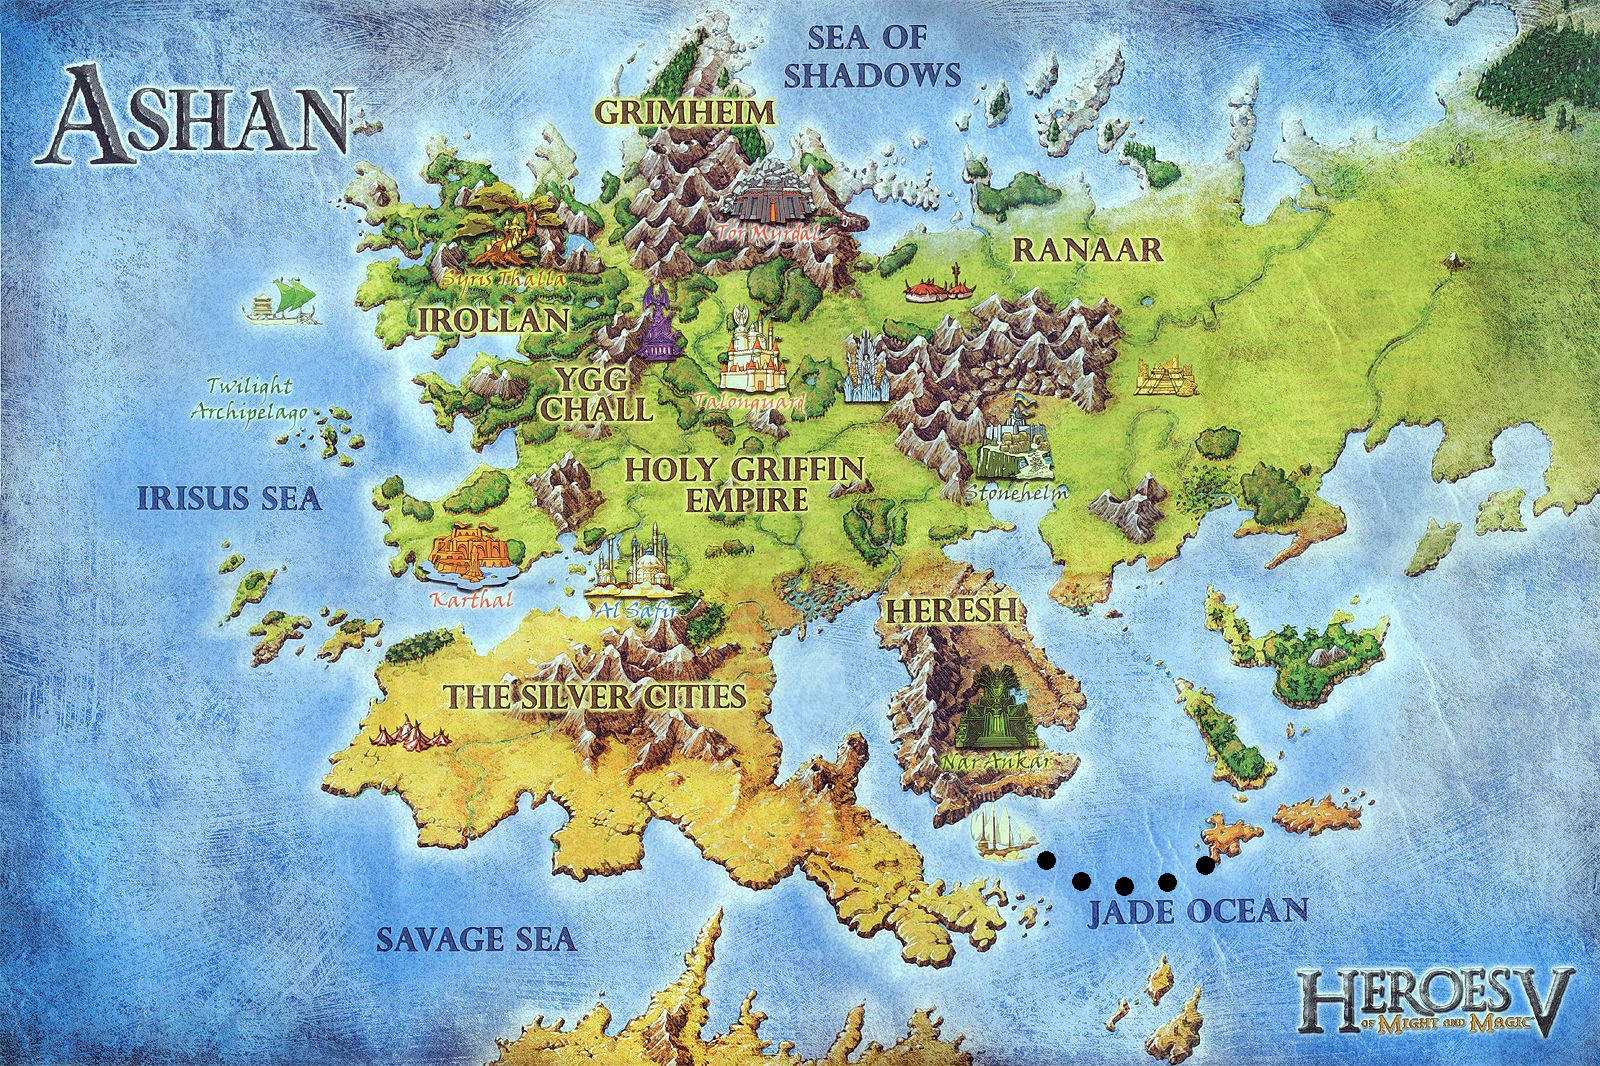 SEA OF
SHADOWS
ASHAN
GRIMHEIM
Tor Myrdal
RANAAR
Syris Thalla
IROLLAN
YGG
CHALL
Talonguard
Twilight
Archipelago
HOLY GRIFFIN
EMPIRE
IRISUS SEA
Stonehelm
Karthal
Al Safir
HERESH
THE SILVER CITIES
Nar Ankar
JADE OCEAN
SAVAGE SEA
HEROES V
OF MIGHT AND MAGIC